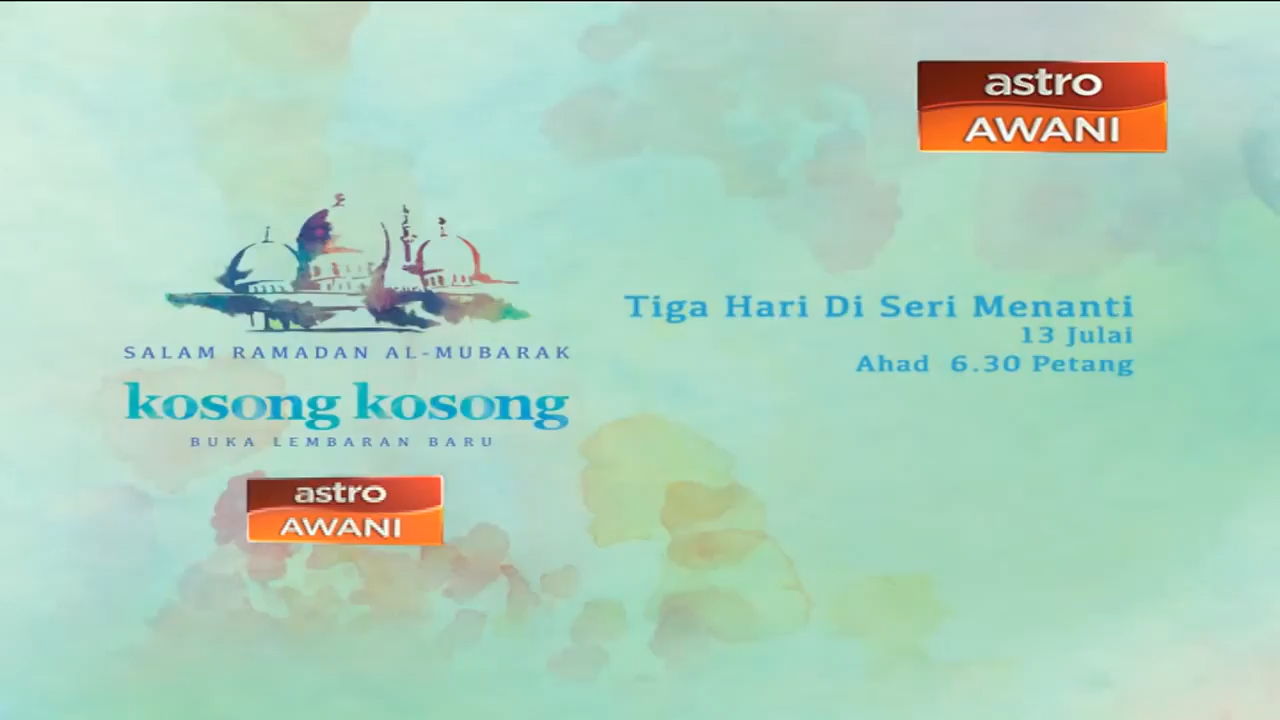 astro
AWANI
SALAM RAMADAN AL-MUBARAK
kosong kosong
BUKA LEMBARAN BARU
astro
AWANI
Tiga Hari Di Seri Menanti
13 Julai
Ahad 6.30 Petang